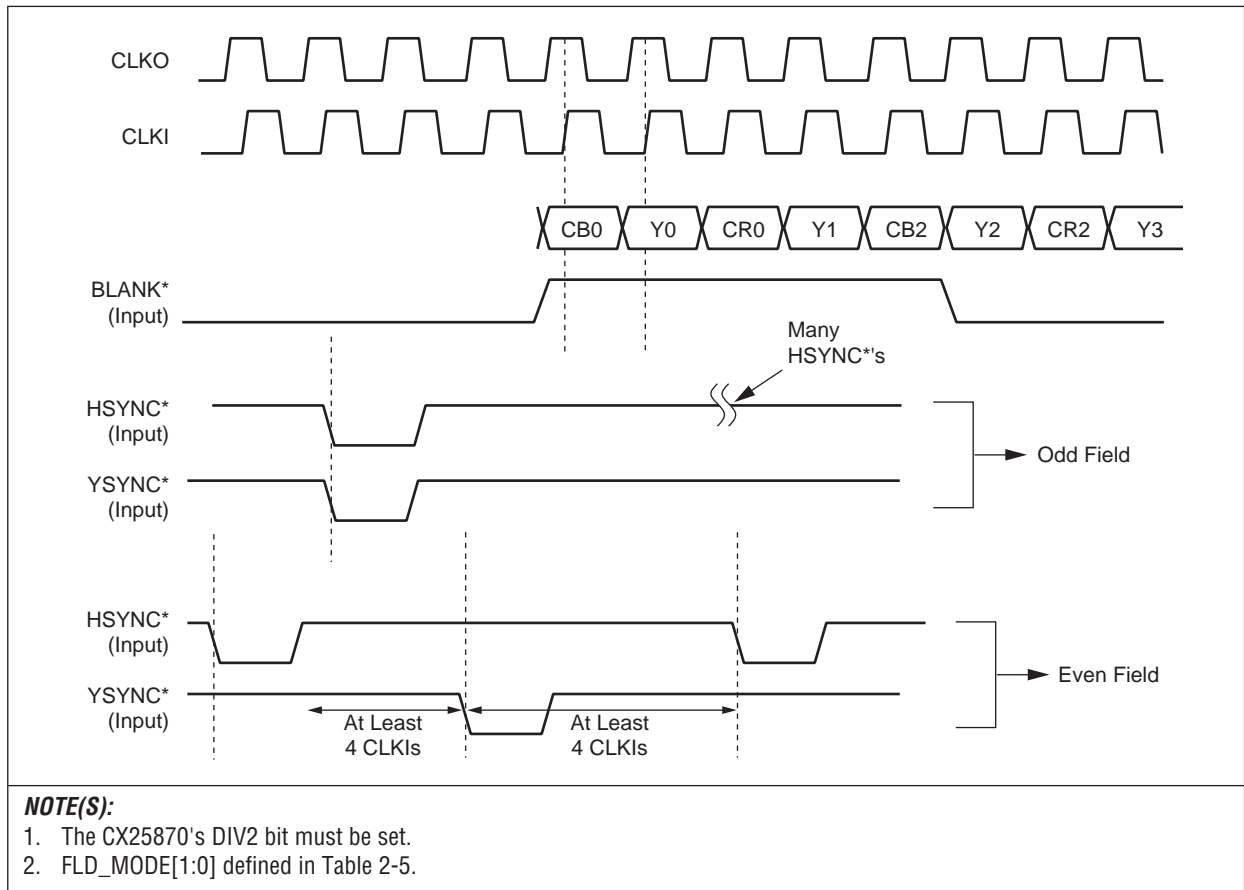 CLKO
CLKI
CB0 Y0 CR0 Y1 CB2 Y2 CR2 Y3
BLANK*
(Input)
Many
HSYNC*'s
HSYNC*
(Input)
Odd Field
YSYNC*
(Input)
HSYNC*
(Input)
Even Field
YSYNC*
(Input)
At Least
4 CLKIs
At Least
4 CLKIs
NOTE(S):
1. The CX25870's DIV2 bit must be set.
2. FLD_MODE[1:0] defined in Table 2-5.